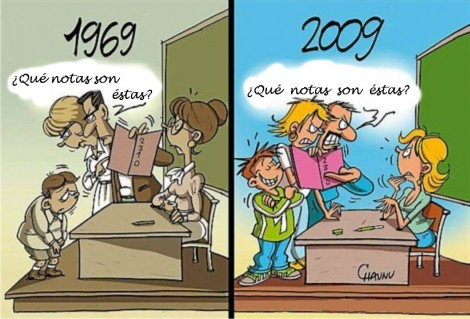 1969
¿Qué notas son
éstas?
2009
¿Qué notas son éstas?
CHAUNU